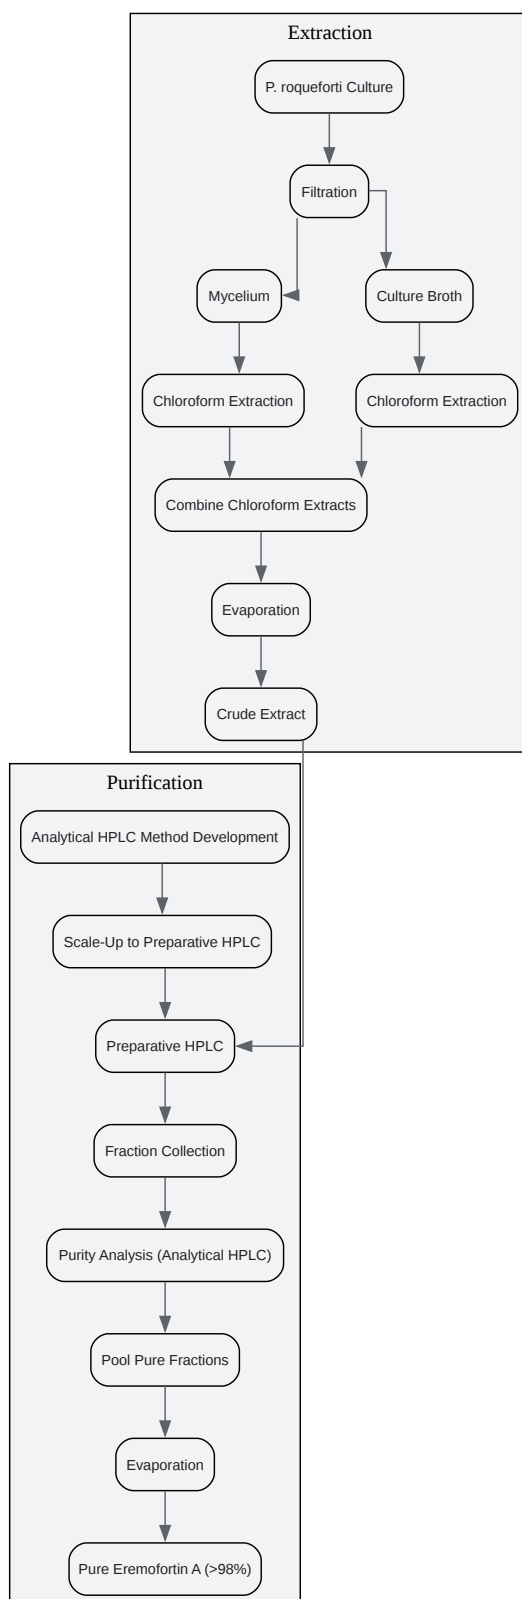 Extraction
P. roqueforti Culture
Filtration
Mycelium
Culture Broth
Chloroform Extraction
Chloroform Extraction
Combine Chloroform Extracts
Evaporation
Crude Extract
Purification
Analytical HPLC Method Development
Scale-Up to Preparative HPLC
Preparative HPLC
Fraction Collection
Purity Analysis (Analytical HPLC)
Pool Pure Fractions
Evaporation
Pure Eremofortin A (>98%)